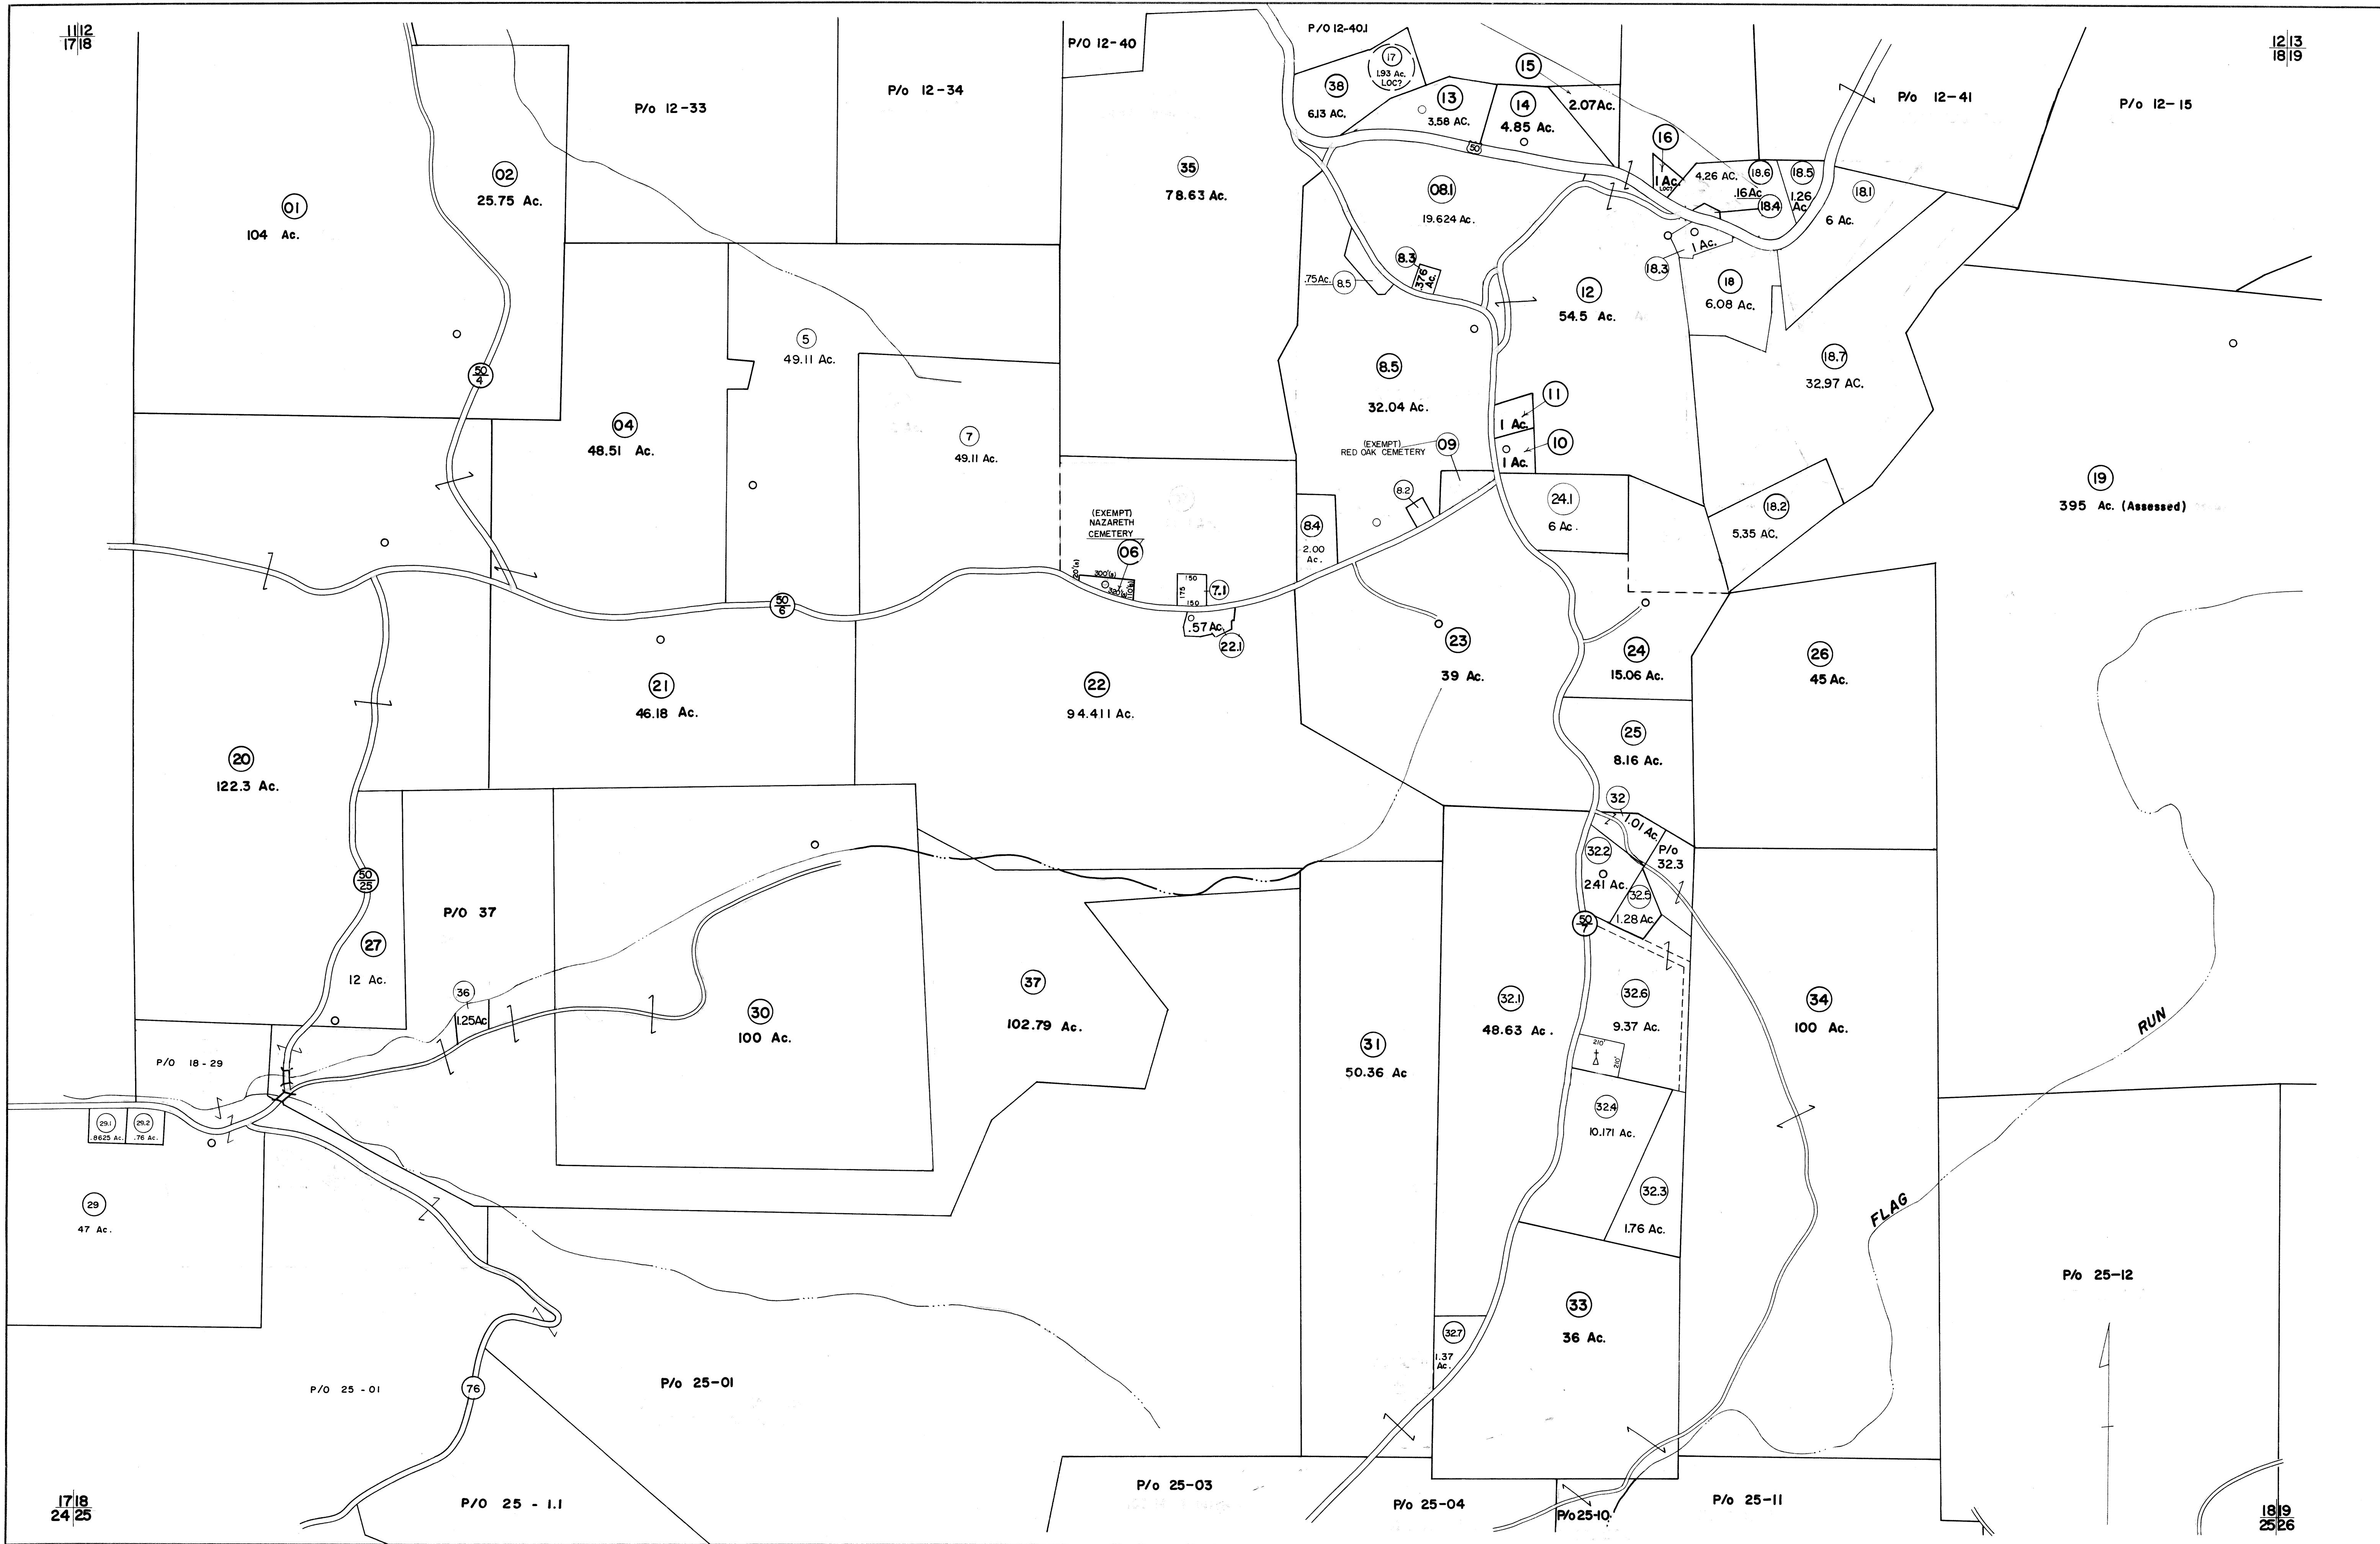 11|12
17|18
P/O 12-40
P/O 12-40.1
12|13
18|19
P/o 12-33
P/o 12-34
P/o 12-41
P/o 12-15
17
1.93 Ac.
LOC?
38
6.13 AC.
13
3.58 AC.
14
4.85 Ac.
15
2.07Ac.
50
16
1 Ac.
LOC?
4.26 AC.
18.6
.16Ac
18.4
18.5
1.26
Ac
18.1
6 Ac.
01
104 Ac.
02
25.75 Ac.
35
78.63 Ac.
08.1
19.624 Ac.
8.3
.376
Ac.
.75Ac.
8.5
1 Ac.
18.3
18
6.08 Ac.
12
54.5 Ac.
5
49.11 Ac.
50
4
8.5
32.04 Ac.
18.7
32.97 AC.
11
1 Ac.
10
1 Ac.
04
48.51 Ac.
7
49.11 Ac.
(EXEMPT)
RED OAK CEMETERY
09
8.2
24.1
6 Ac.
18.2
5.35 AC.
19
395 Ac. (Assessed)
(EXEMPT)
NAZARETH
CEMETERY
06
300'(s)
320'(s)
8.4
2.00
Ac.
150
175
150
7.1
.57 Ac.
22.1
50
6
23
39 Ac.
24
15.06 Ac.
26
45 Ac.
21
46.18 Ac.
22
94.411 Ac.
25
8.16 Ac.
20
122.3 Ac.
32
1.01 Ac.
P/o
32.3
32.2
2.41 Ac.
32.5
1.28 Ac.
50
25
50
7
P/O 37
27
12 Ac.
36
1.25Ac
30
100 Ac.
37
102.79 Ac.
31
50.36 Ac
32.1
48.63 Ac.
32.6
9.37 Ac.
210'
210'
34
100 Ac.
RUN
P/O 18-29
29.1
.8625 Ac.
29.2
.76 Ac.
32.4
10.171 Ac.
32.3
1.76 Ac.
FLAG
29
47 Ac.
P/o 25-12
33
36 Ac.
32.7
1.37
Ac.
P/O 25-01
76
P/o 25-01
P/O 25-1.1
P/o 25-03
P/o 25-04
P/o 25-10
P/o 25-11
17|18
24|25
18|19
25|26